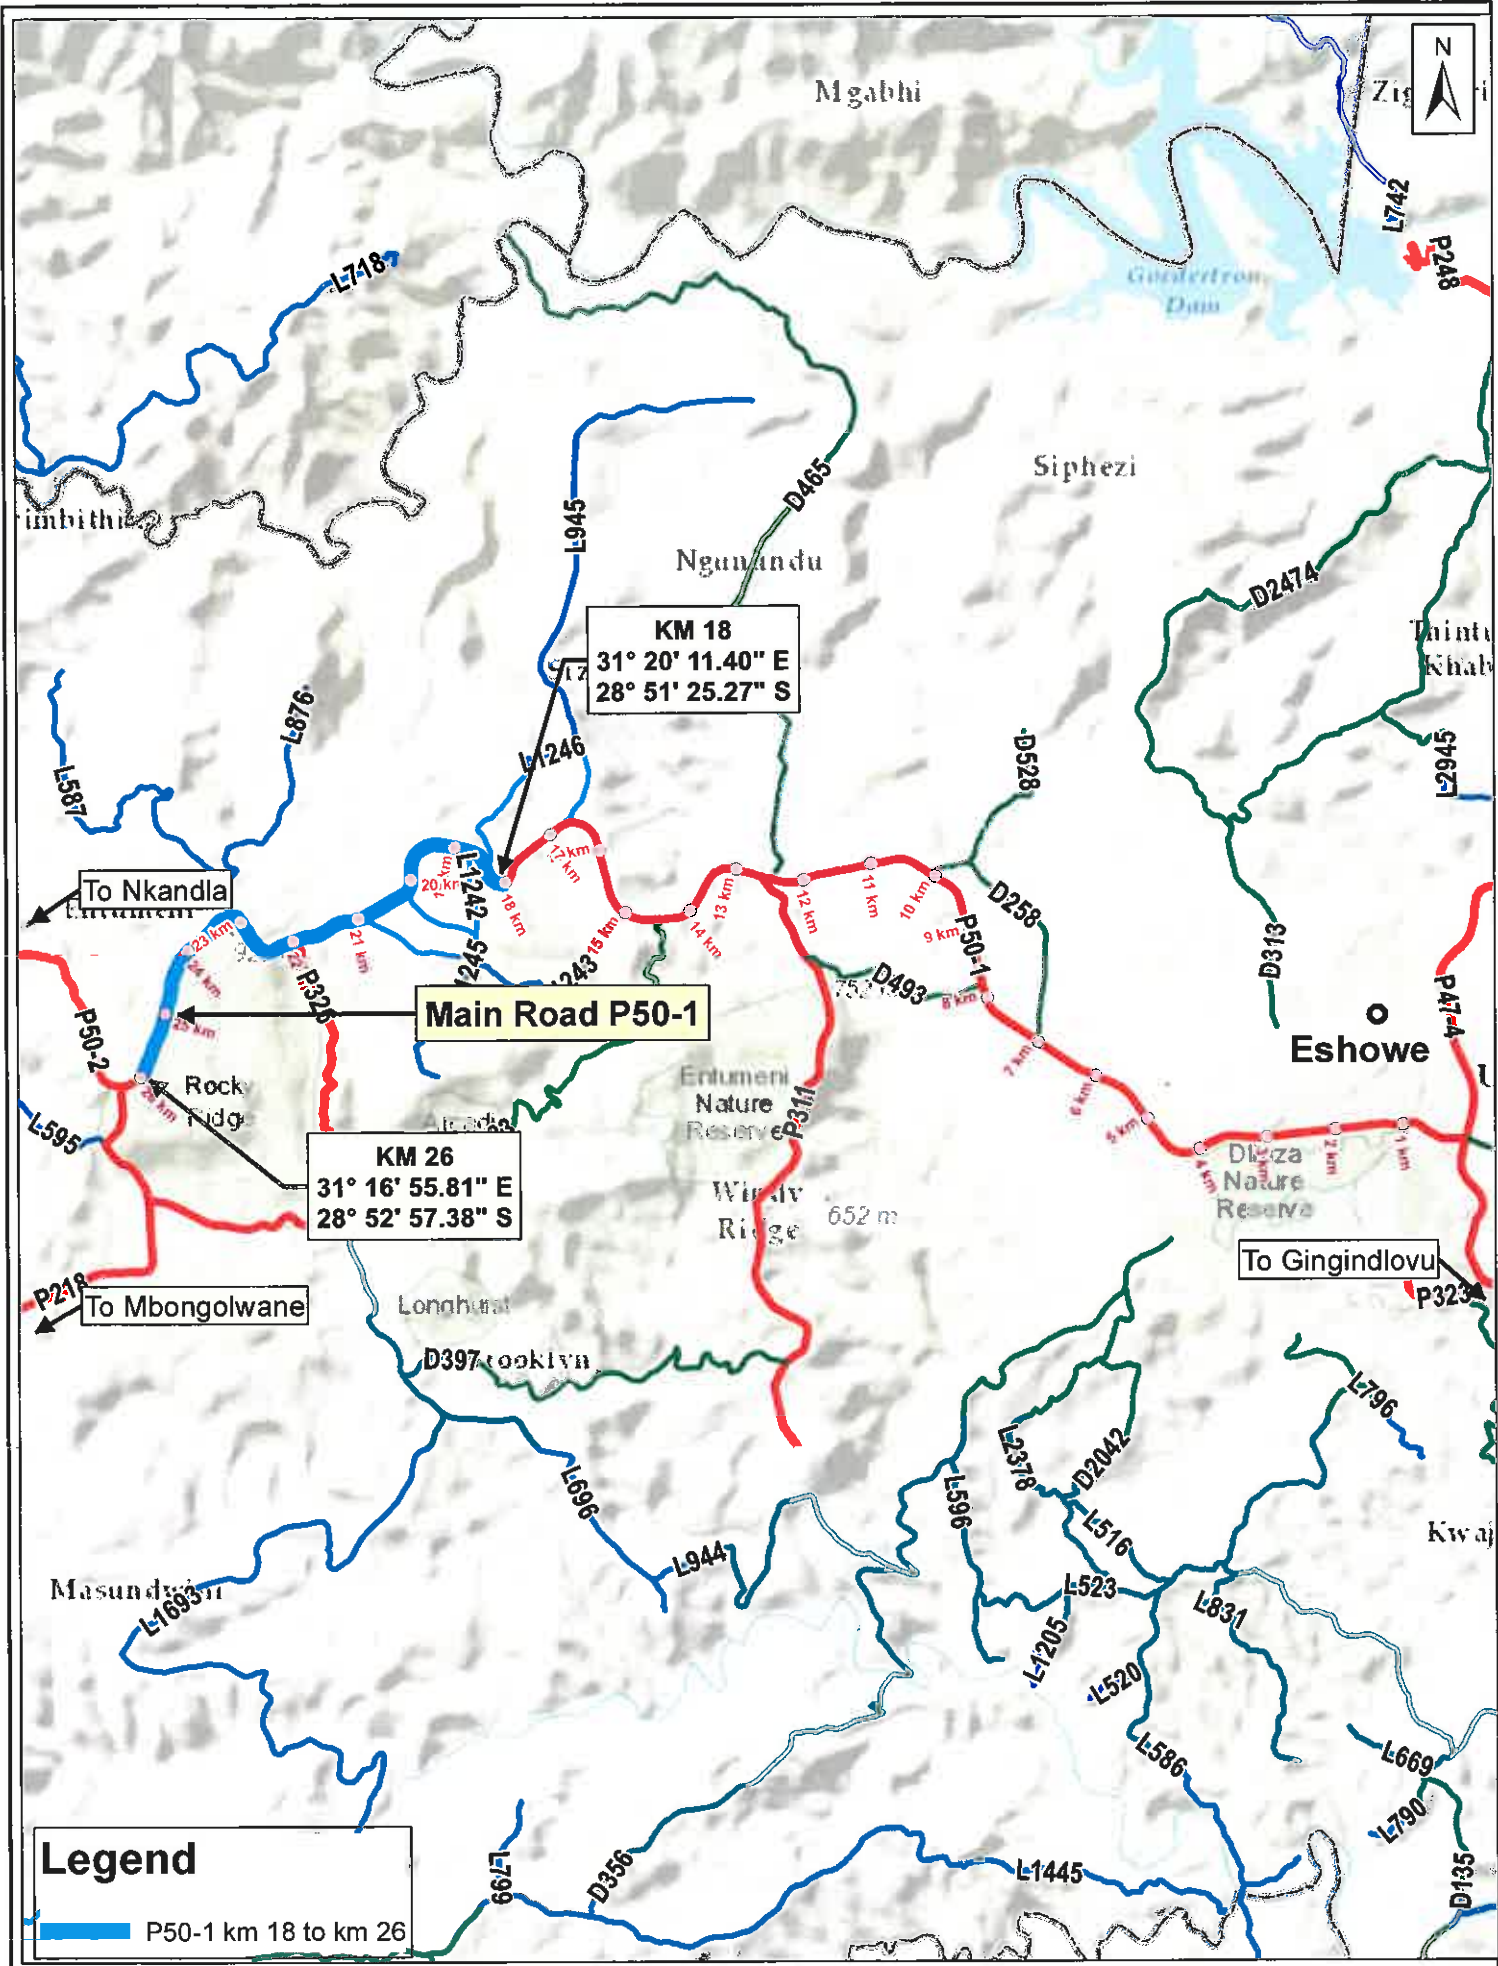 N
Mgabhi
L742
P248
L718
Goedertrou
Dam
Siphezi
D465
L945
D2474
KM 18
31° 20' 11.40" E
28° 51' 25.27" S
L876
L1246
D528
L2945
L587
To Nkandla
20 km
L1242
18 km
17 km
15 km
14 km
13 km
12 km
11 km
10 km
9 km
P50-1
D258
D313
23 km
24 km
21 km
P326
D493
8 km
Main Road P50-1
25 km
P50-2
P47-4
Eshowe
7 km
6 km
5 km
4 km
2 km
1 km
Entumeni
Nature
Reserve
P311
Rocky
Ridge
26 km
L595
KM 26
31° 16' 55.81" E
28° 52' 57.38" S
Nature
Reserve
Ridge
652 m
To Gingindlovu
P323
P218
To Mbongolwane
D397
L796
L2378
D2042
L696
L596
L516
L944
L523
L831
L1693
L1205
L520
L586
L669
L790
Legend
P50-1 km 18 to km 26
L799
D356
L1445
D135